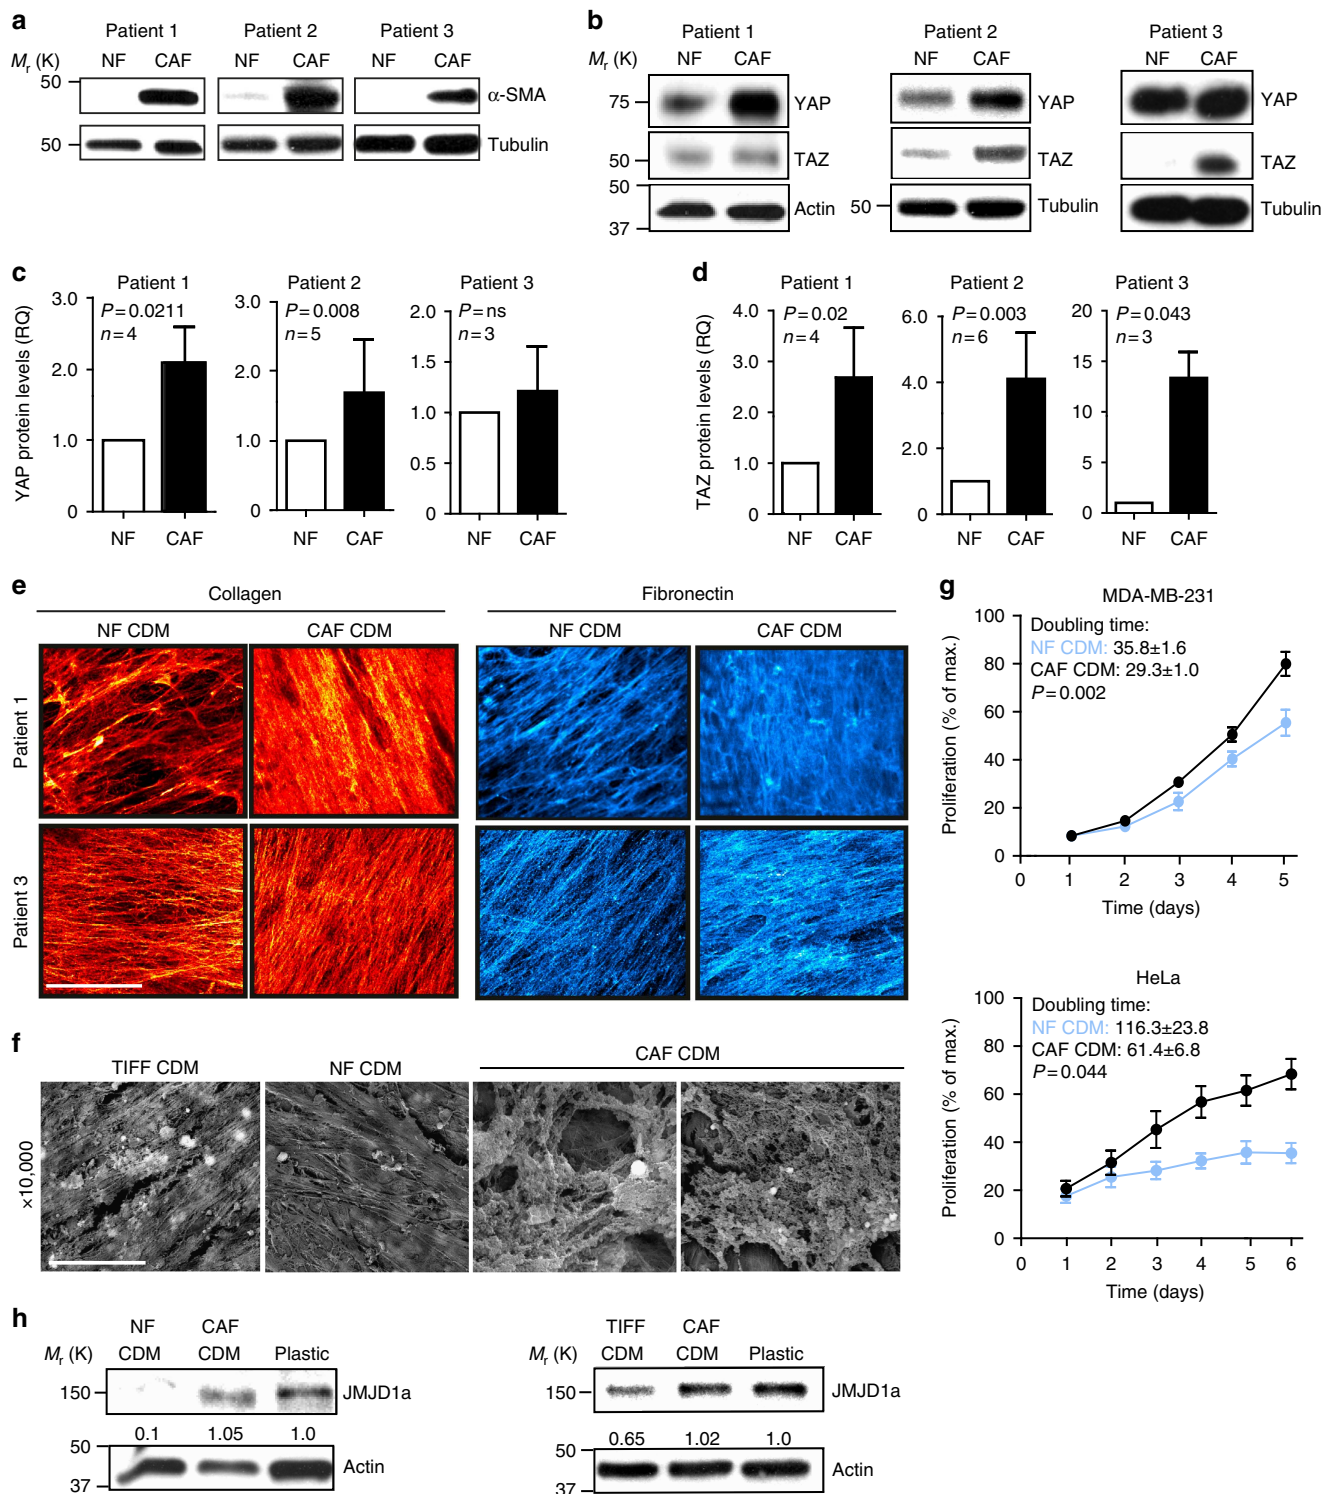 a
Patient 1 Patient 2 Patient 3
Mr (K) NF CAF NF CAF NF CAF
50 α-SMA
50 Tubulin
b
Patient 1 Patient 2 Patient 3
Mr (K) NF CAF NF CAF NF CAF
75 YAP YAP YAP
50 TAZ TAZ TAZ
50
37 Actin 50 Tubulin Tubulin
c
YAP protein levels (RQ)
Patient 1
P=0.0211
n=4
3.0
2.0
1.0
0
NF CAF
Patient 2
P=0.008
n=5
3.0
2.0
1.0
0
NF CAF
Patient 3
P=ns
n=3
2.0
1.5
1.0
0.5
0
NF CAF
d
TAZ protein levels (RQ)
Patient 1
P=0.02
n=4
4.0
3.0
2.0
1.0
0
NF CAF
Patient 2
P=0.003
n=6
6.0
4.0
2.0
0
NF CAF
Patient 3
P=0.043
n=3
20
15
10
5
0
NF CAF
e
Collagen Fibronectin
NF CDM CAF CDM NF CDM CAF CDM
Patient 1
Patient 3
f
TIFF CDM NF CDM CAF CDM
×10,000
g
MDA-MB-231
Doubling time:
NF CDM: 35.8±1.6
CAF CDM: 29.3±1.0
P=0.002
Proliferation (% of max.)
100
80
60
40
20
0
0 1 2 3 4 5
Time (days)
HeLa
Doubling time:
NF CDM: 116.3±23.8
CAF CDM: 61.4±6.8
P=0.044
Proliferation (% of max.)
100
80
60
40
20
0
0 1 2 3 4 5 6
Time (days)
h
NF CAF
Mr (K) CDM CDM Plastic
150 JMJD1a
0.1 1.05 1.0
50
Actin
37
TIFF CAF
Mr (K) CDM CDM Plastic
150 JMJD1a
0.65 1.02 1.0
50
Actin
37